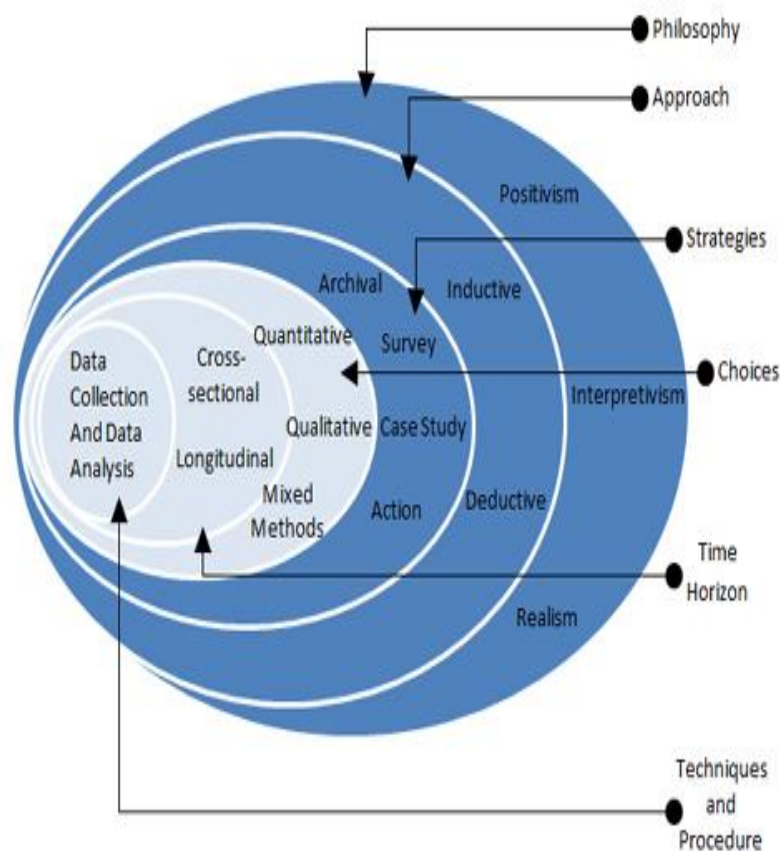 Philosophy
Approach
Positivism
Strategies
Archival
Inductive
Quantitative
Survey
Data
Collection
And Data
Analysis
Cross-
sectional
Choices
Interpretivism
Qualitative
Case Study
Longitudinal
Mixed
Methods
Action
Deductive
Time
Horizon
Realism
Techniques
and
Procedure